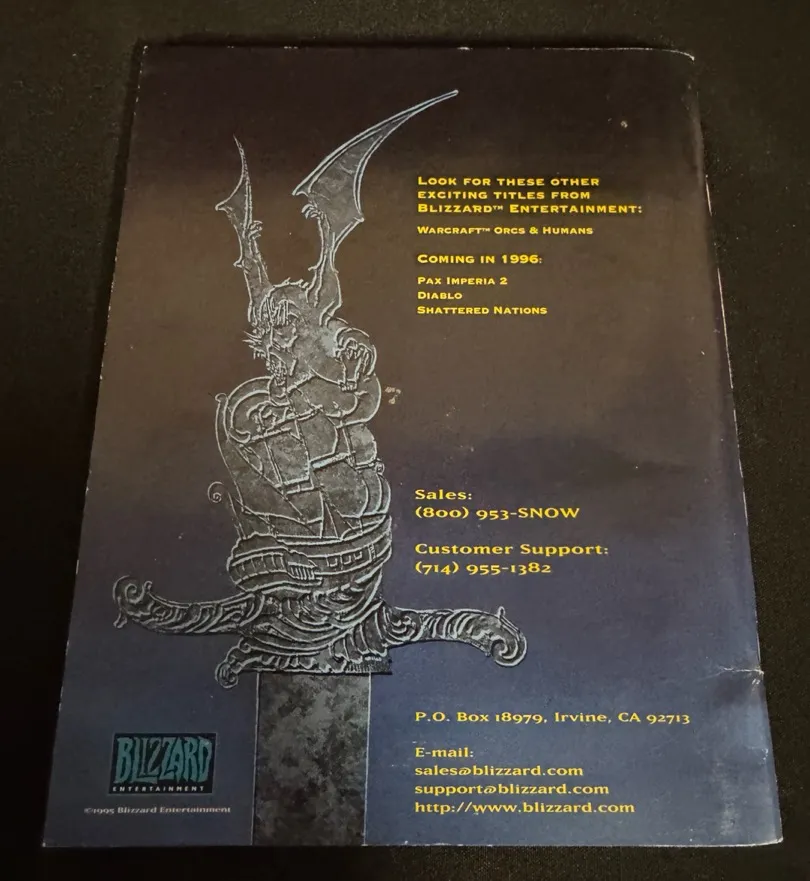 LOOK FOR THESE OTHER
EXCITING TITLES FROM
BLIZZARD™ ENTERTAINMENT:
WARCRAFT™ ORCS & HUMANS
COMING IN 1996:
PAX IMPERIA 2
DIABLO
SHATTERED NATIONS
Sales:
(800) 953-SNOW
Customer Support:
(714) 955-1382
P.O. Box 18979, Irvine, CA 92713
E-mail:
sales@blizzard.com
support@blizzard.com
http://www.blizzard.com
BLIZZARD
ENTERTAINMENT
©1995 Blizzard Entertainment